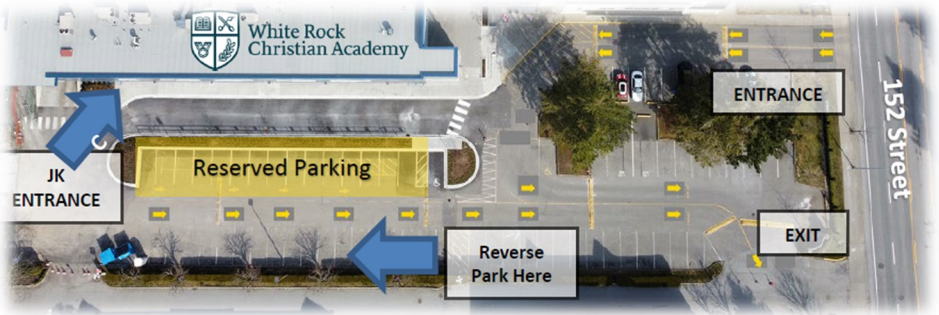 White Rock
Christian Academy
ENTRANCE
152 Street
Reserved Parking
JK
ENTRANCE
EXIT
Reverse
Park Here